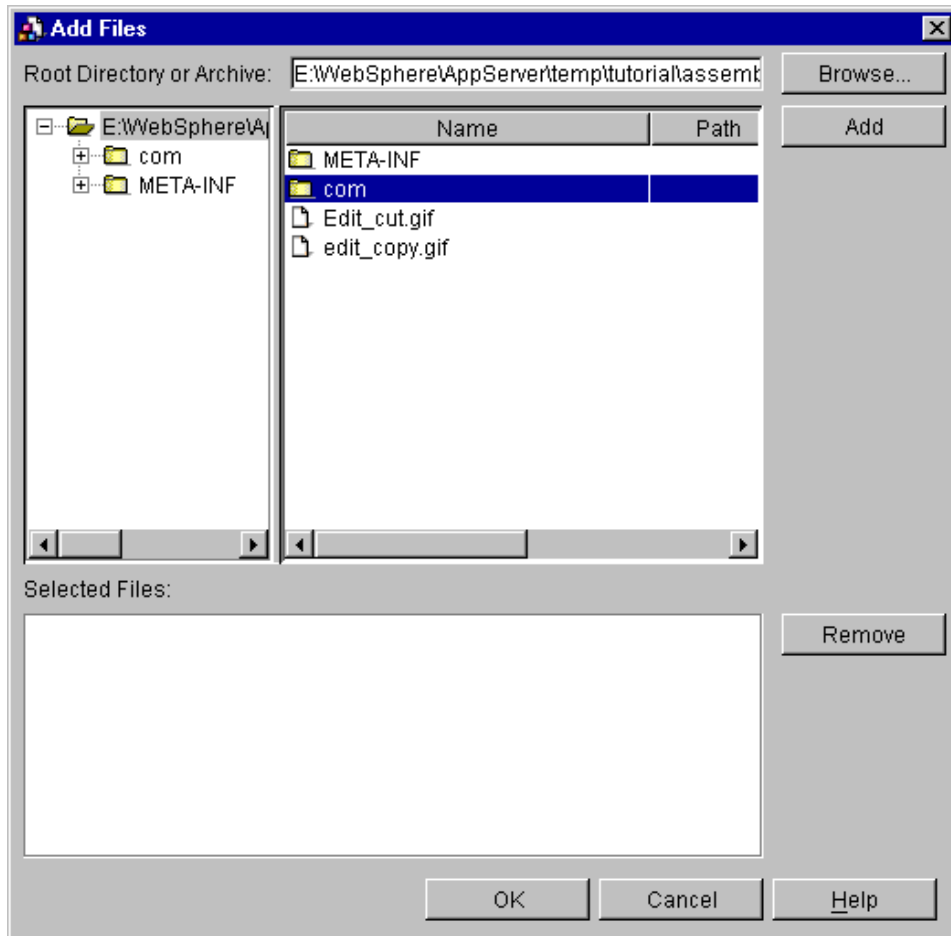 Add Files
Root Directory or Archive: E:\WebSphere\AppServer\temp\tutorial\assemb Browse...
E:\WebSphere\Ap
com
META-INF
Name Path
META-INF
com
Edit_cut.gif
edit_copy.gif
Add
Selected Files:
Remove
OK Cancel Help